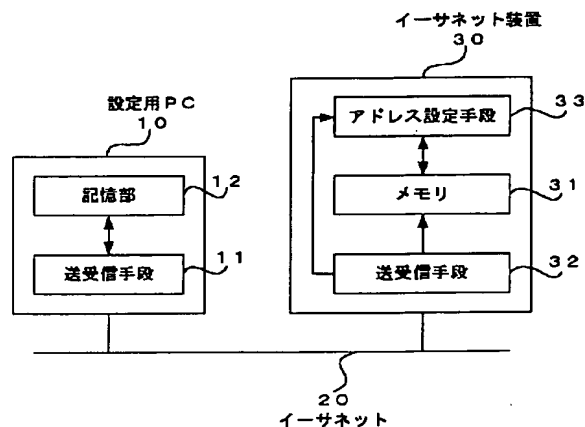 イーサネット装置
30
設定用PC
10
アドレス設定手段
33
記憶部
12
メモリ
31
送受信手段
11
送受信手段
32
20
イーサネット